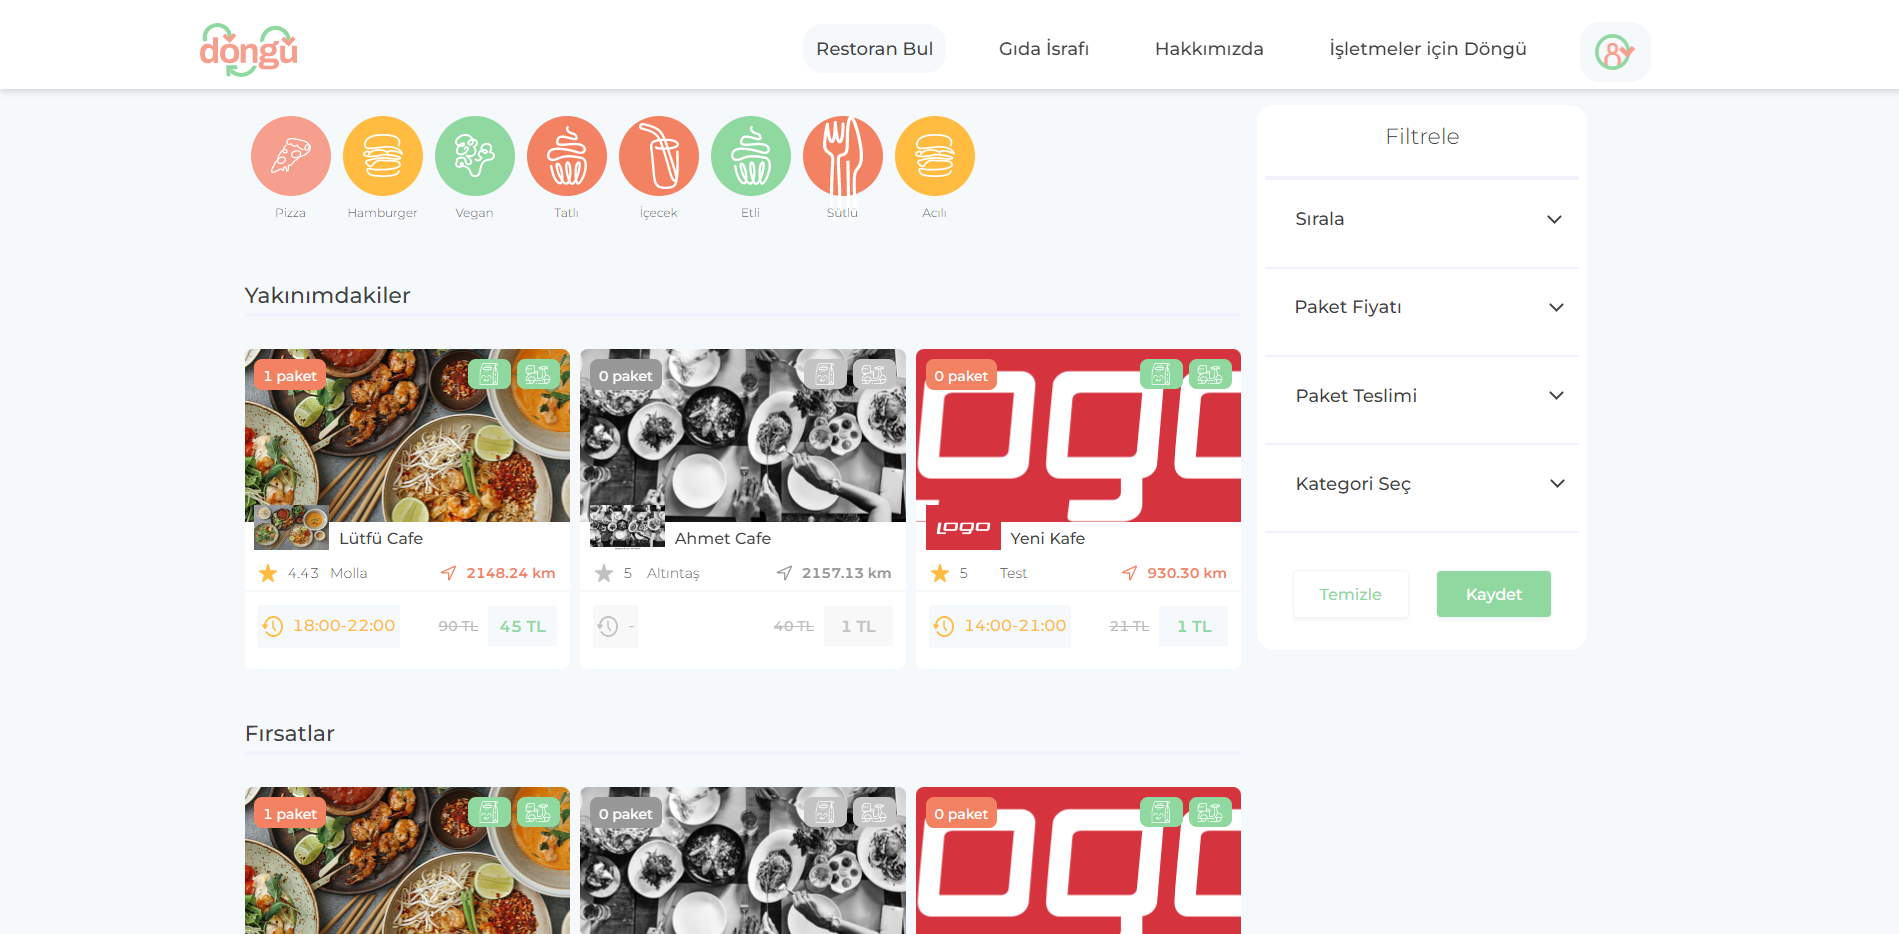 döngü
Restoran Bul
Gıda İsrafı
Hakkımızda
İşletmeler için Döngü
Pizza
Hamburger
Vegan
Tatlı
İçecek
Etli
Sütlü
Acılı
Filtrele
Sırala
Paket Fiyatı
Paket Teslimi
Kategori Seç
Temizle
Kaydet
Yakınımdakiler
1 paket
Lütfü Cafe
4.43 Molla
2148.24 km
18:00-22:00
90 TL
45 TL
0 paket
Ahmet Cafe
5 Altıntaş
2157.13 km
-
40 TL
1 TL
0 paket
ogo
Logo
Yeni Kafe
5 Test
930.30 km
14:00-21:00
21 TL
1 TL
Fırsatlar
1 paket
0 paket
0 paket
ogo